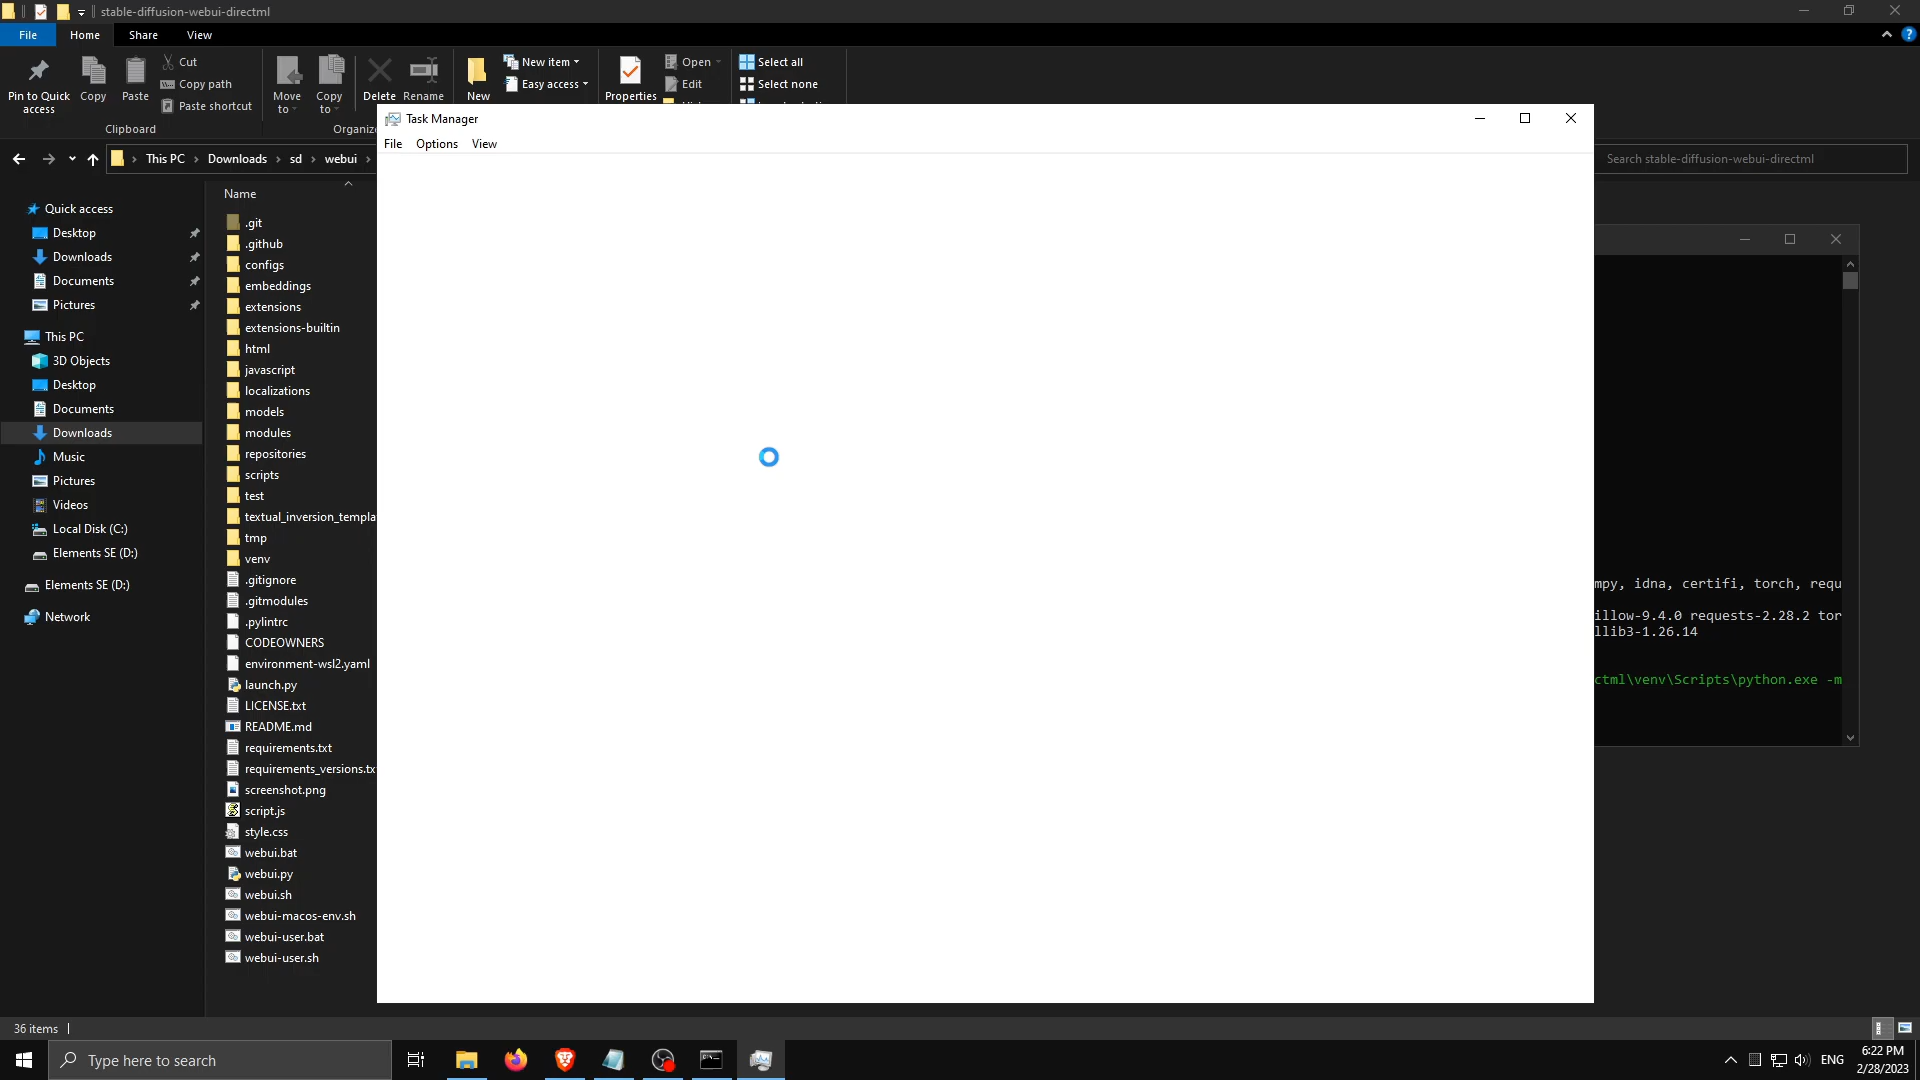 stable-diffusion-webui-directml
File
Home
Share
View
Pin to Quick
access
Copy
Paste
Cut
Copy path
Paste shortcut
Clipboard
Move
to
Copy
to
Delete
Rename
Organize
New
New item
Easy access
Properties
Open
Edit
Select all
Select none
Task Manager
File
Options
View
This PC
Downloads
sd
webui
Search stable-diffusion-webui-directml
Quick access
Desktop
Downloads
Documents
Pictures
This PC
3D Objects
Desktop
Documents
Downloads
Music
Pictures
Videos
Local Disk (C:)
Elements SE (D:)
Elements SE (D:)
Network
Name
.git
.github
configs
embeddings
extensions
extensions-builtin
html
javascript
localizations
models
modules
repositories
scripts
test
textual_inversion_templa
tmp
venv
.gitignore
.gitmodules
.pylintrc
CODEOWNERS
environment-wsl2.yaml
launch.py
LICENSE.txt
README.md
requirements.txt
requirements_versions.tx
screenshot.png
script.js
style.css
webui.bat
webui.py
webui.sh
webui-macos-env.sh
webui-user.bat
webui-user.sh
mpy, idna, certifi, torch, requ
illow-9.4.0 requests-2.28.2 tor
llib3-1.26.14
ctml\venv\Scripts\python.exe -m
36 items
Type here to search
ENG
6:22 PM
2/28/2023